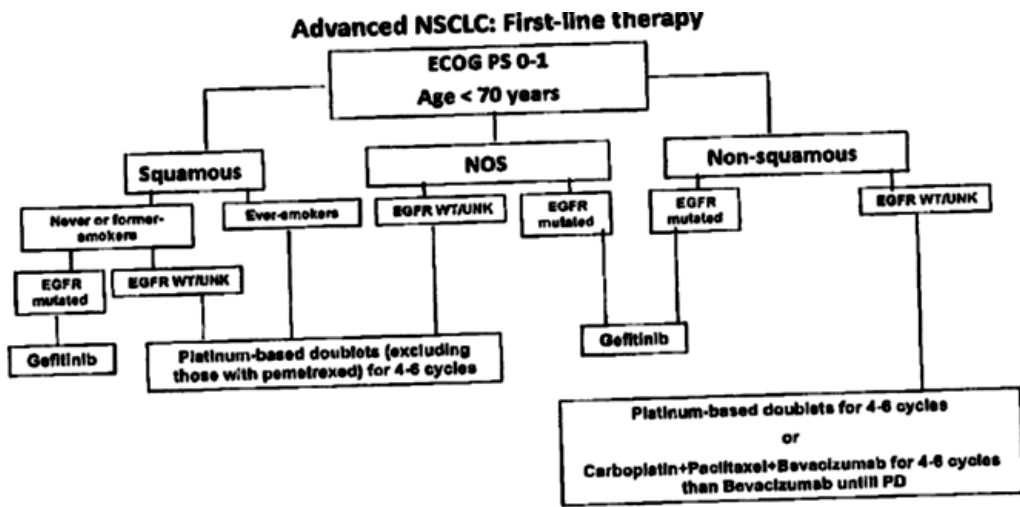 Advanced NSCLC: First-line therapy
ECOG PS 0-1
Age < 70 years
Squamous
NOS
Non-squamous
Never or former-
smokers
Ever-smokers
EGFR WT/UNK
EGFR
mutated
EGFR
mutated
EGFR WT/UNK
EGFR
mutated
EGFR WT/UNK
Gefitinib
Platinum-based doublets (excluding
those with pemetrexed) for 4-6 cycles
Gefitinib
Platinum-based doublets for 4-6 cycles
or
Carboplatin+Paclitaxel+Bevacizumab for 4-6 cycles
than Bevacizumab untill PD